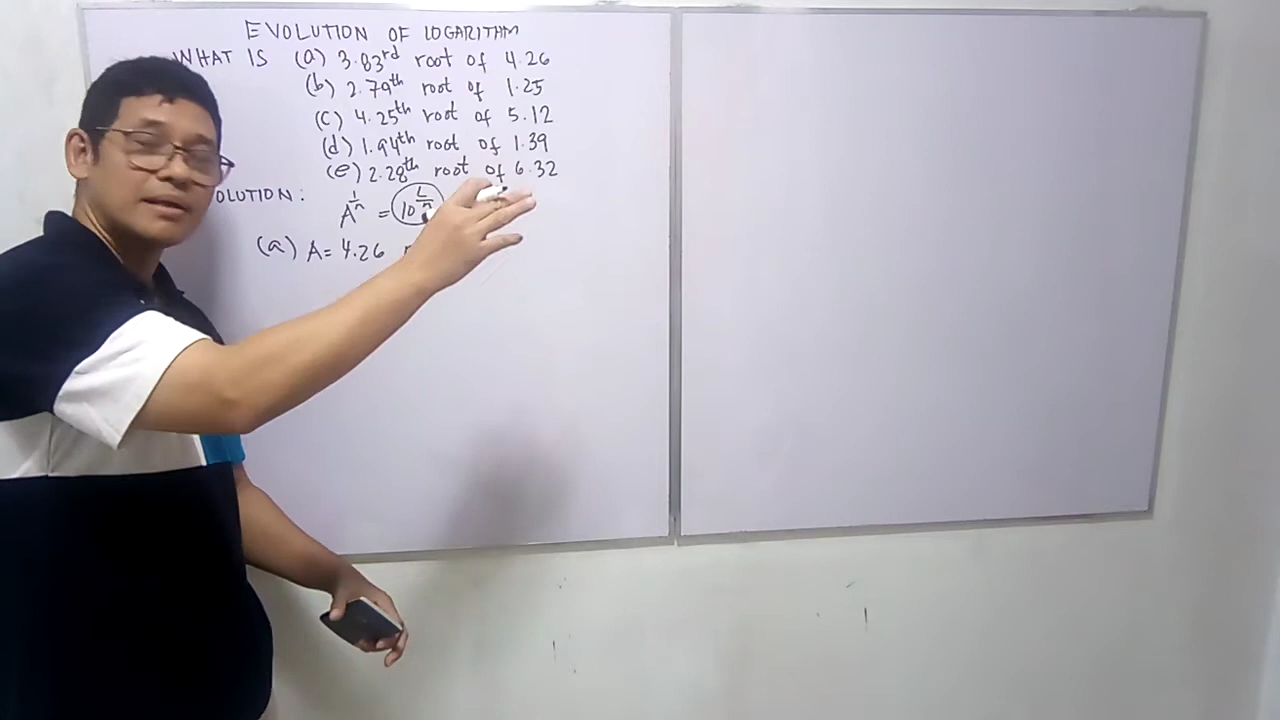 EVOLUTION OF LOGARITHM
WHAT IS (a) 3.83rd root of 4.26
(b) 2.79th root of 1.25
(c) 4.25th root of 5.12
(d) 1.94th root of 1.39
(e) 2.28th root of 6.32
OLUTION: A^(1/n) = 10^(L/n)
(a) A = 4.26